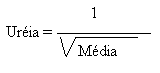 1
Uréia = ————
√Média